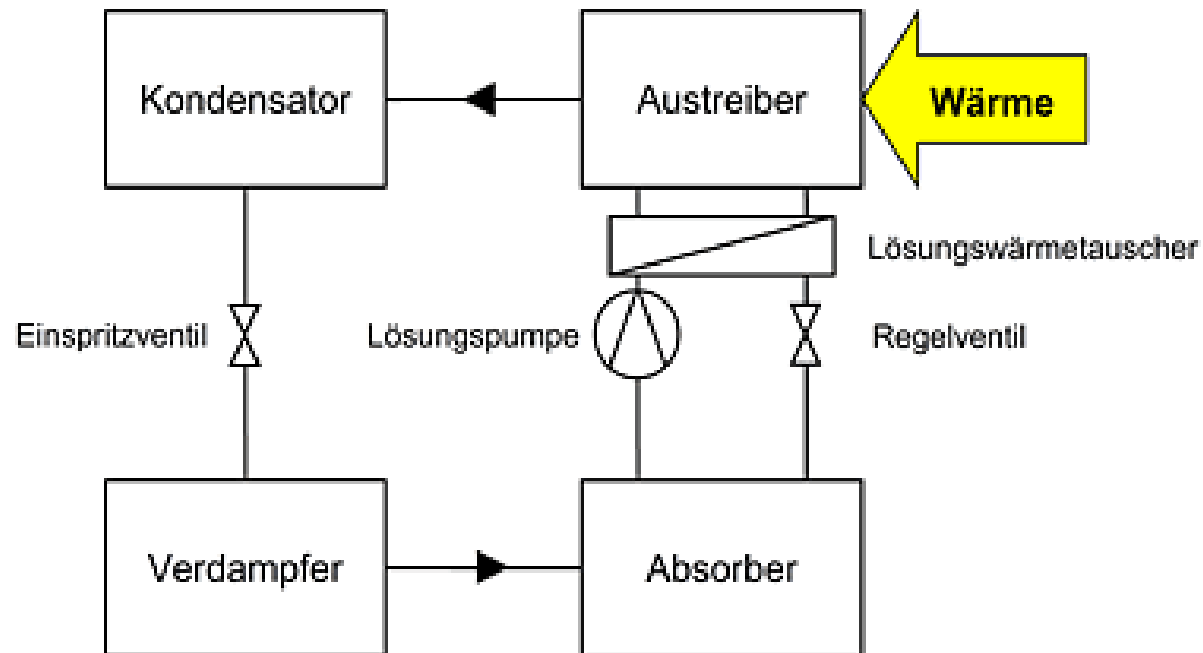 Kondensator
Austreiber
Wärme
Lösungswärmetauscher
Einspritzventil
Lösungspumpe
Regelventil
Verdampfer
Absorber